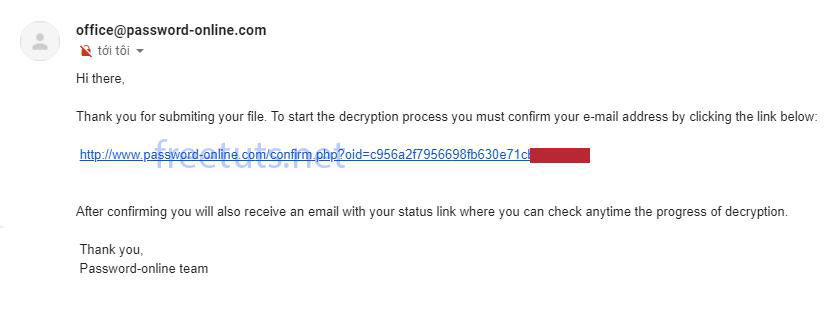 office@password-online.com
tới tôi
Hi there,
Thank you for submiting your file. To start the decryption process you must confirm your e-mail address by clicking the link below:
http://www.password-online.com/confirm.php?oid=c956a2f7956698fb630e71c
freetuts.net
After confirming you will also receive an email with your status link where you can check anytime the progress of decryption.
Thank you,
Password-online team